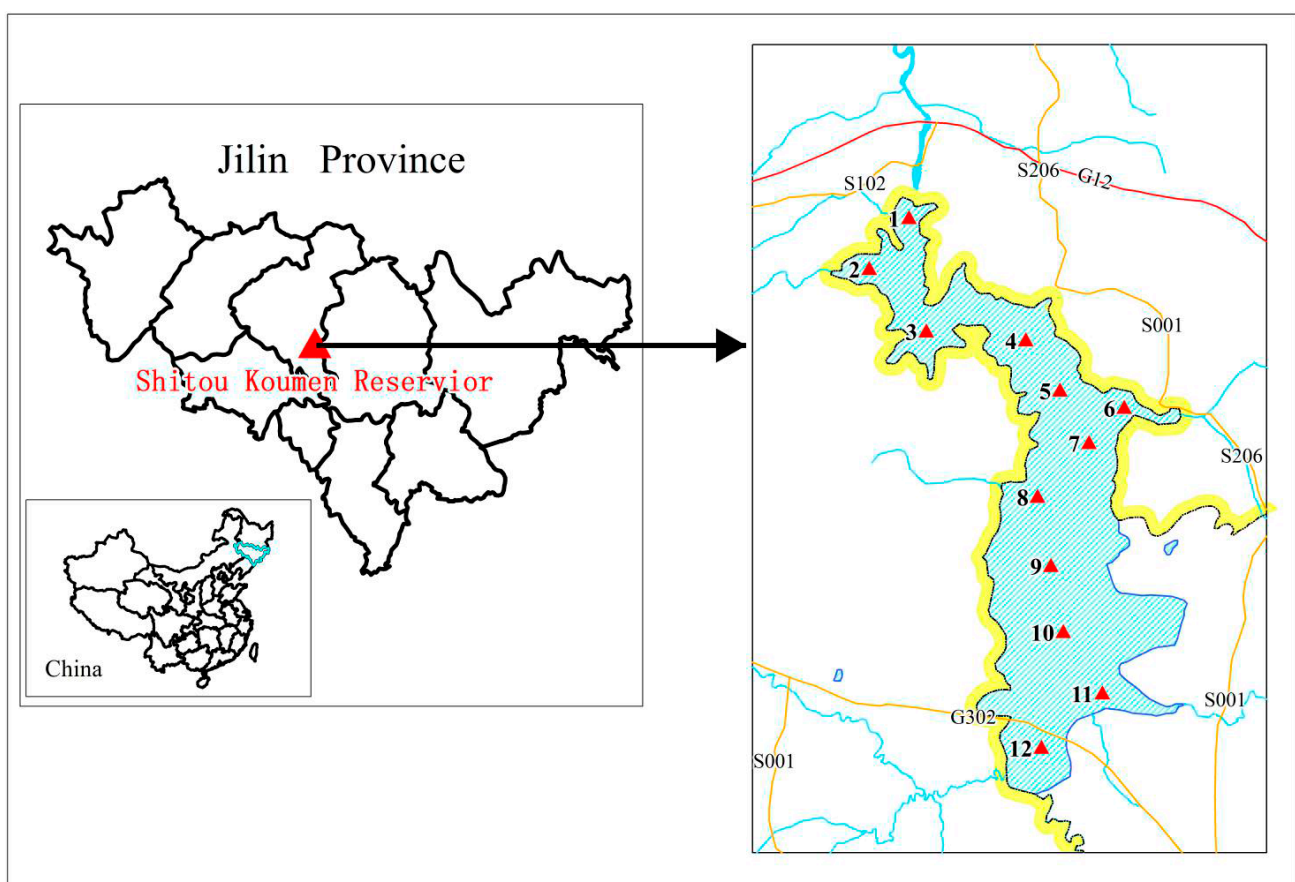 Jilin Province
Shitou Koumen Reservior
China
S102
S206
G12
1
2
3
4
S001
5
6
7
S206
8
9
10
11
S001
G302
12
S001